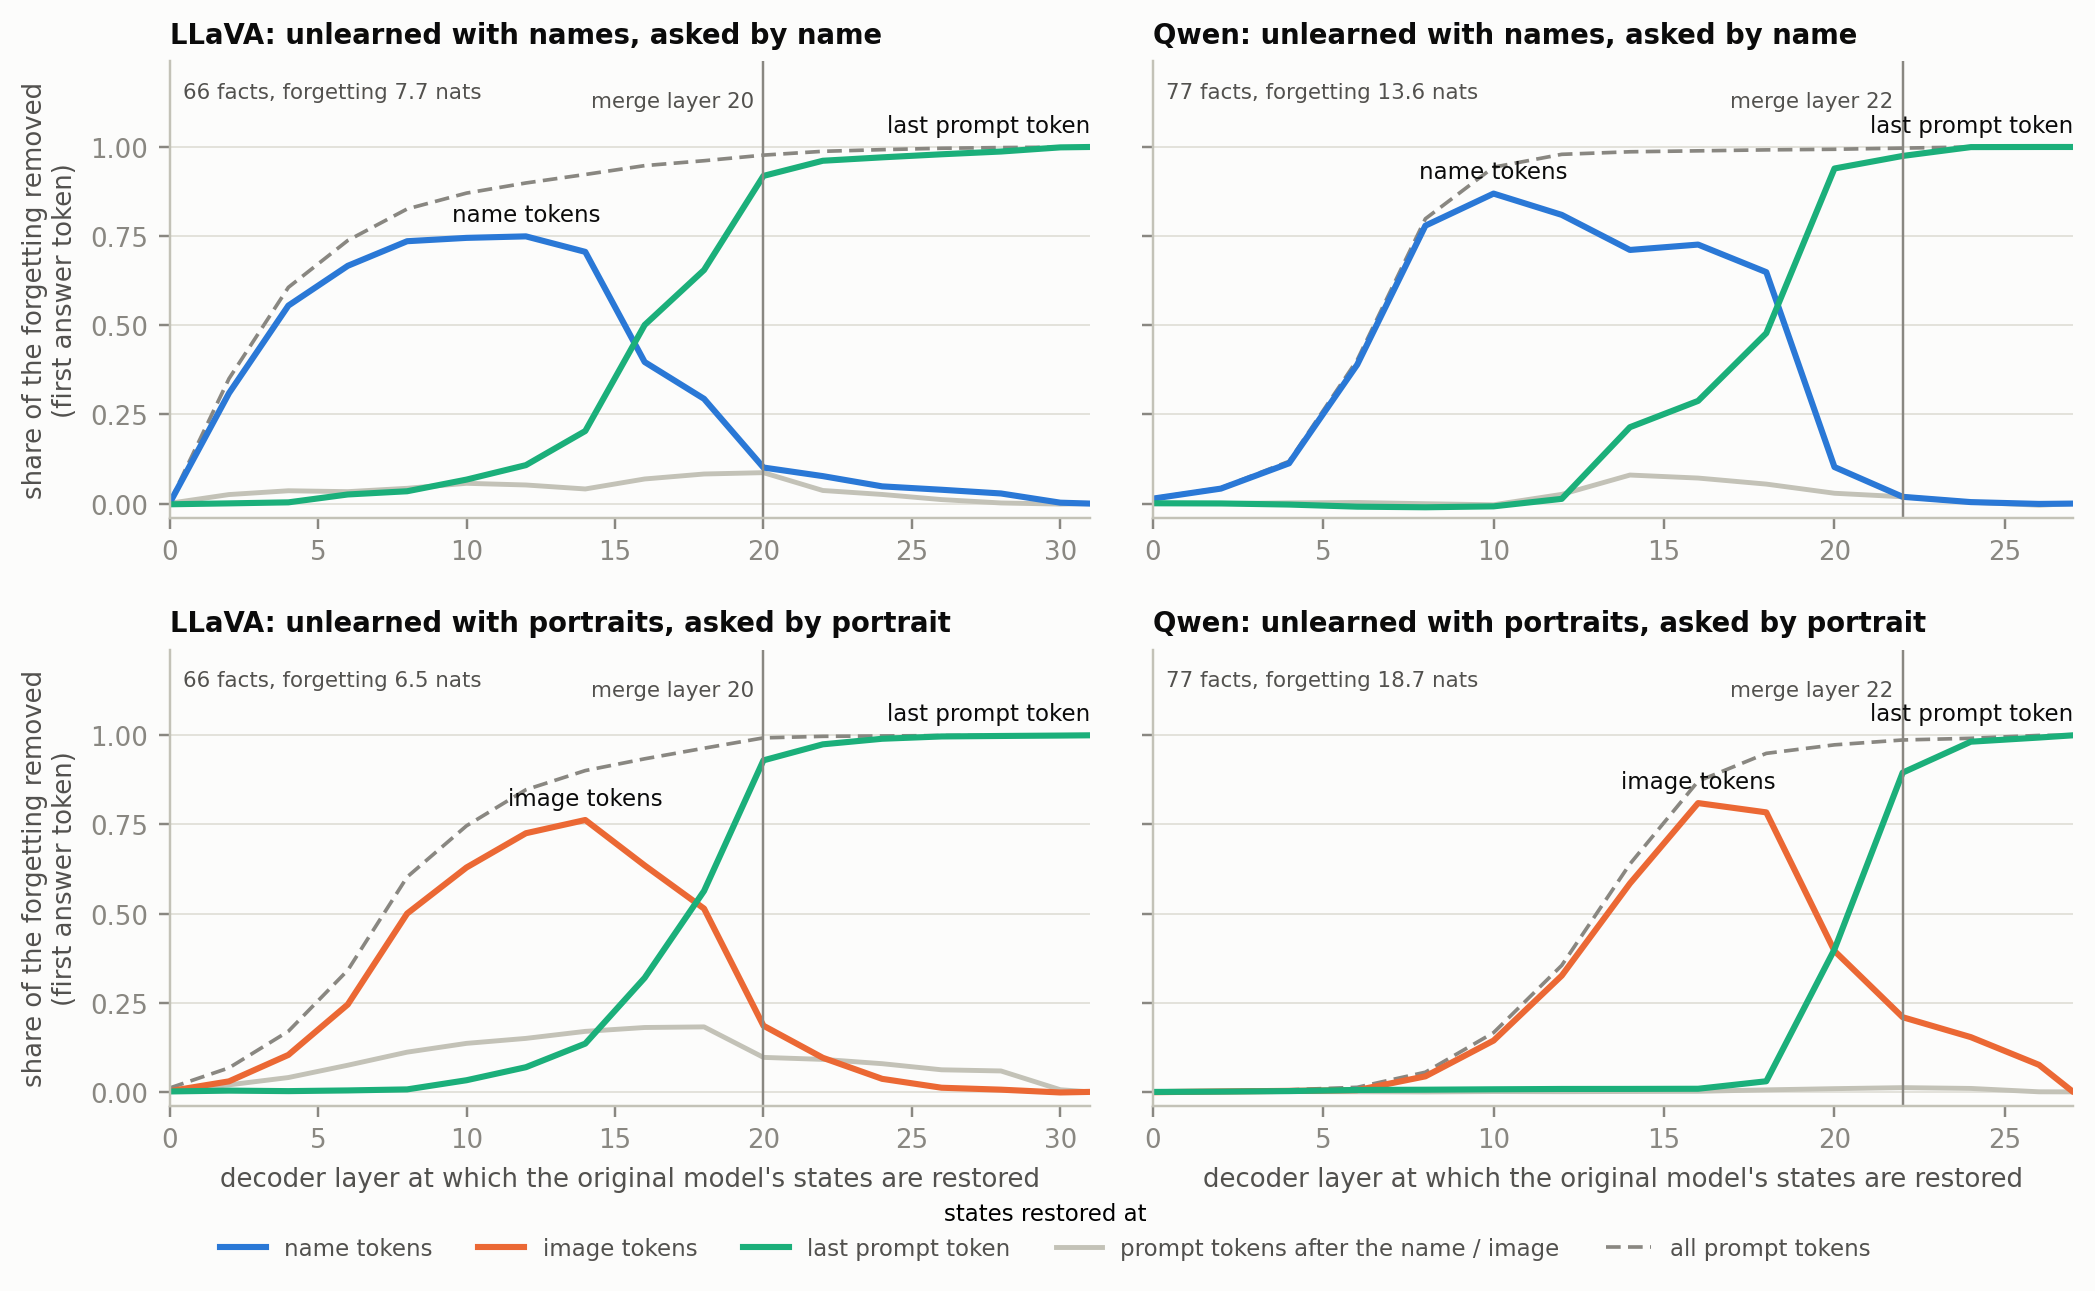 LLaVA: unlearned with names, asked by name
66 facts, forgetting 7.7 nats
merge layer 20
last prompt token
name tokens
share of the forgetting removed
(first answer token)
1.00
0.75
0.50
0.25
0.00
0 5 10 15 20 25 30
Qwen: unlearned with names, asked by name
77 facts, forgetting 13.6 nats
merge layer 22
last prompt token
name tokens
0 5 10 15 20 25
LLaVA: unlearned with portraits, asked by portrait
66 facts, forgetting 6.5 nats
merge layer 20
last prompt token
image tokens
share of the forgetting removed
(first answer token)
1.00
0.75
0.50
0.25
0.00
0 5 10 15 20 25 30
decoder layer at which the original model's states are restored
Qwen: unlearned with portraits, asked by portrait
77 facts, forgetting 18.7 nats
merge layer 22
last prompt token
image tokens
0 5 10 15 20 25
decoder layer at which the original model's states are restored
states restored at
name tokens image tokens last prompt token prompt tokens after the name / image all prompt tokens